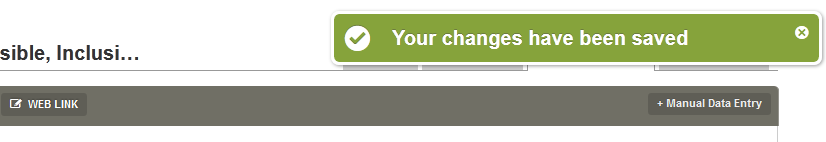 Your changes have been saved
sible, Inclusi...
WEB LINK
+ Manual Data Entry